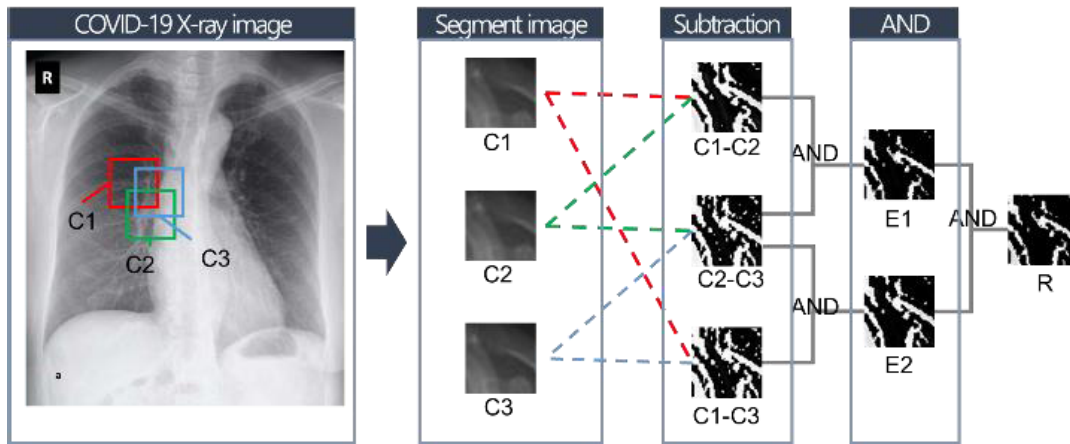 COVID-19 X-ray image
R
C1
C2
C3
a
Segment image
C1
C2
C3
Subtraction
C1-C2
C2-C3
C1-C3
AND
AND
AND
E1
E2
AND
R